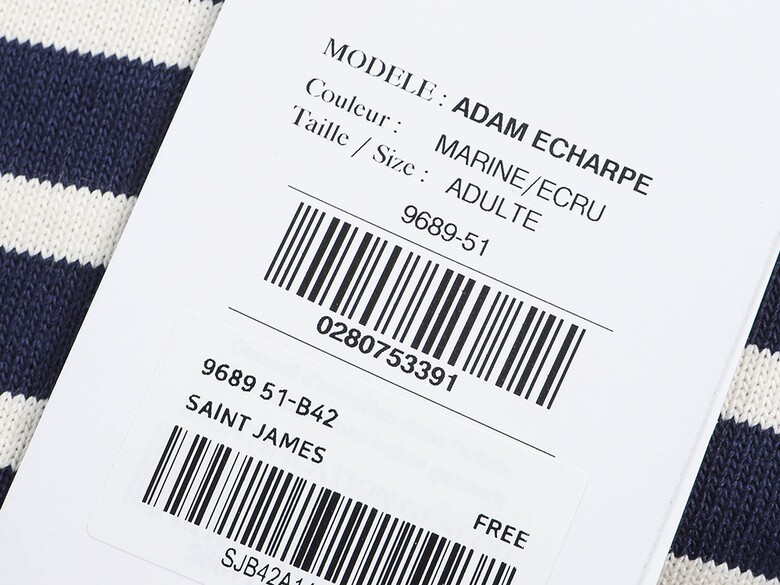 MODELE : ADAM ECHARPE
Couleur : MARINE/ECRU
Taille / Size : ADULTE
9689-51
0280753391
9689 51-B42
SAINT JAMES
FREE